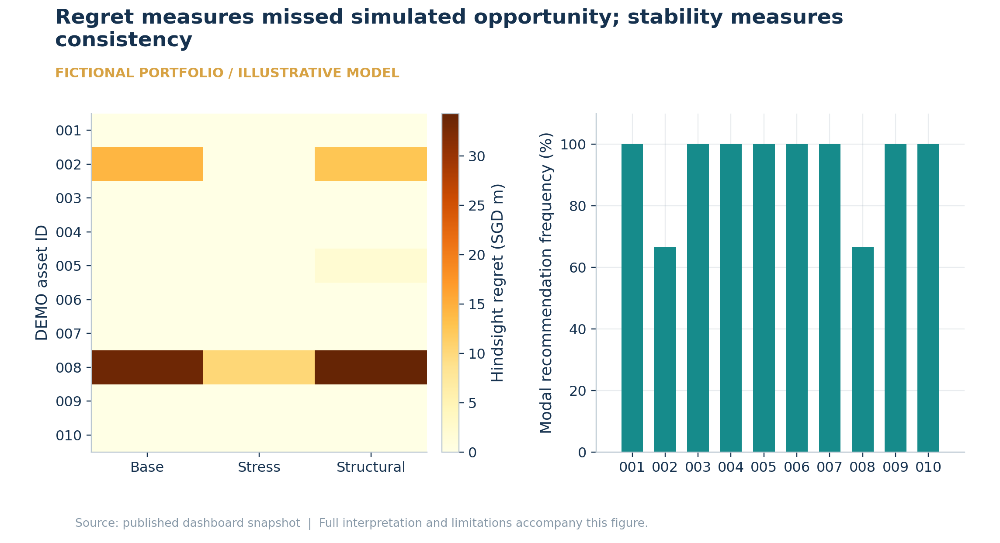 Regret measures missed simulated opportunity; stability measures
consistency
FICTIONAL PORTFOLIO / ILLUSTRATIVE MODEL
DEMO asset ID
001
002
003
004
005
006
007
008
009
010
Base Stress Structural
30
25
20
15
10
5
0
Hindsight regret (SGD m)
Modal recommendation frequency (%)
100
80
60
40
20
0
001 002 003 004 005 006 007 008 009 010
Source: published dashboard snapshot | Full interpretation and limitations accompany this figure.